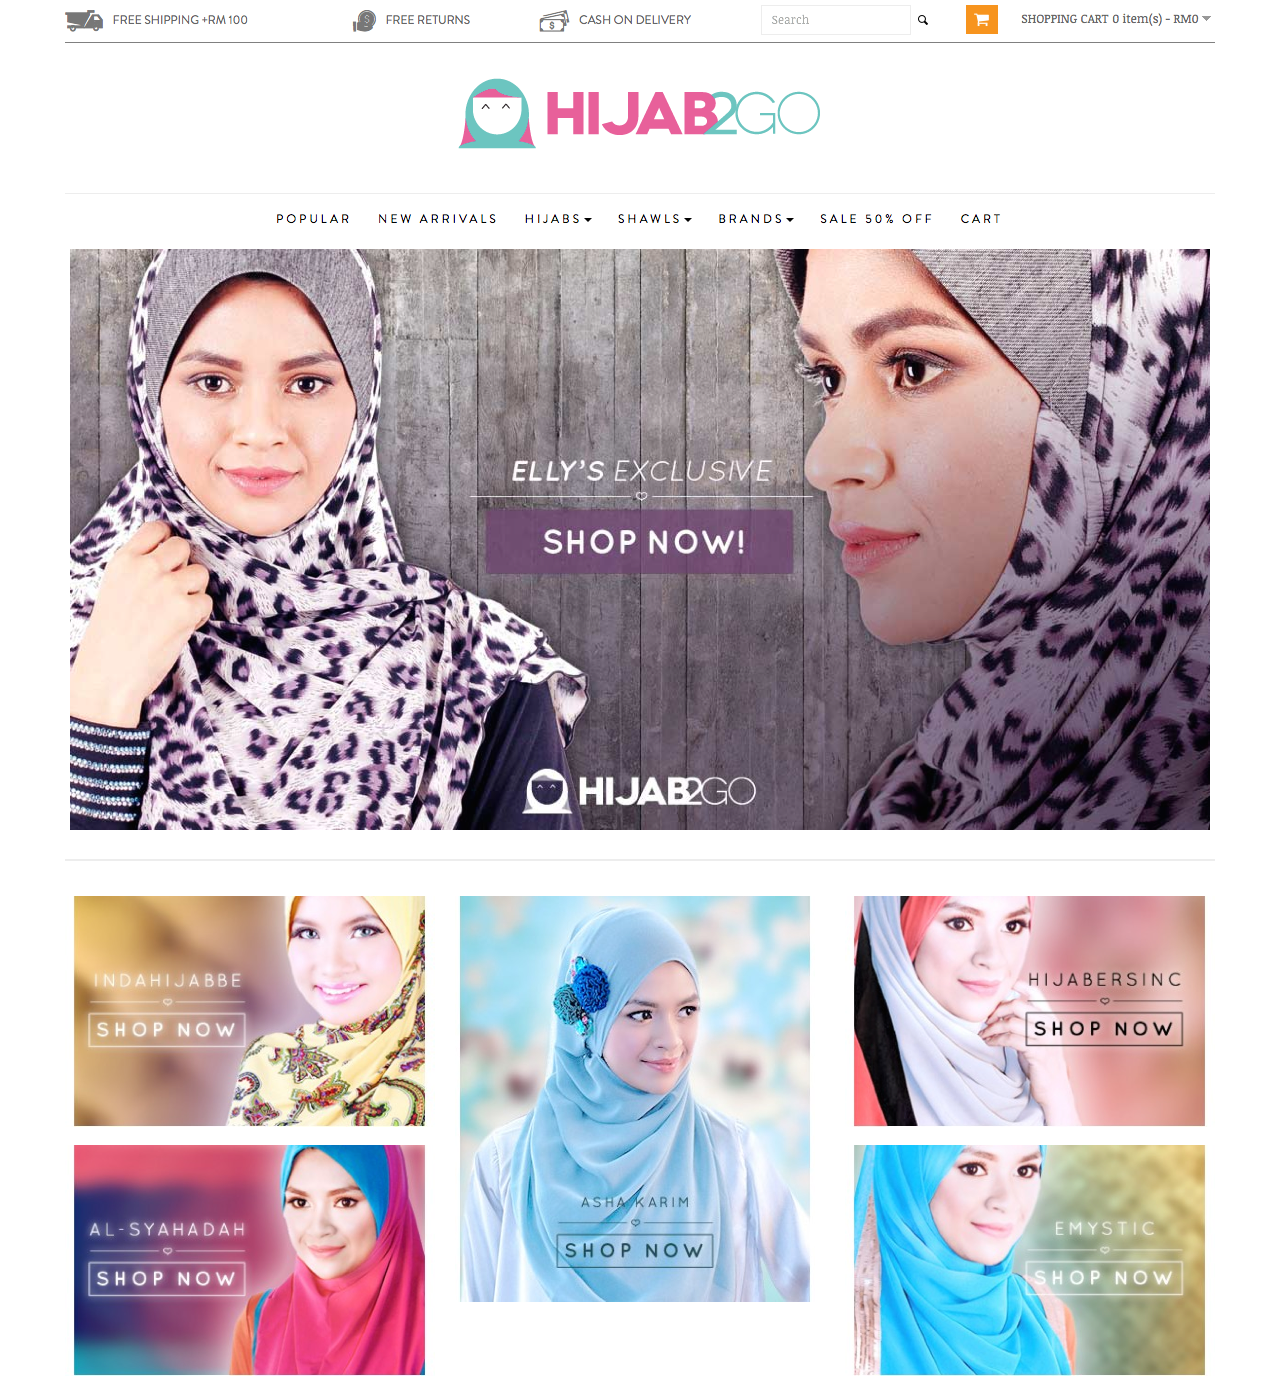 FREE SHIPPING +RM 100
FREE RETURNS
CASH ON DELIVERY
Search
SHOPPING CART 0 item(s) - RM0
HIJAB2GO
POPULAR
NEW ARRIVALS
HIJABS
SHAWLS
BRANDS
SALE 50% OFF
CART
ELLY'S EXCLUSIVE
SHOP NOW!
HIJAB2GO
INDAHIJABBE
SHOP NOW
HIJABERSINC
SHOP NOW
ASHA KARIM
SHOP NOW
AL-SYAHADAH
SHOP NOW
EMYSTIC
SHOP NOW